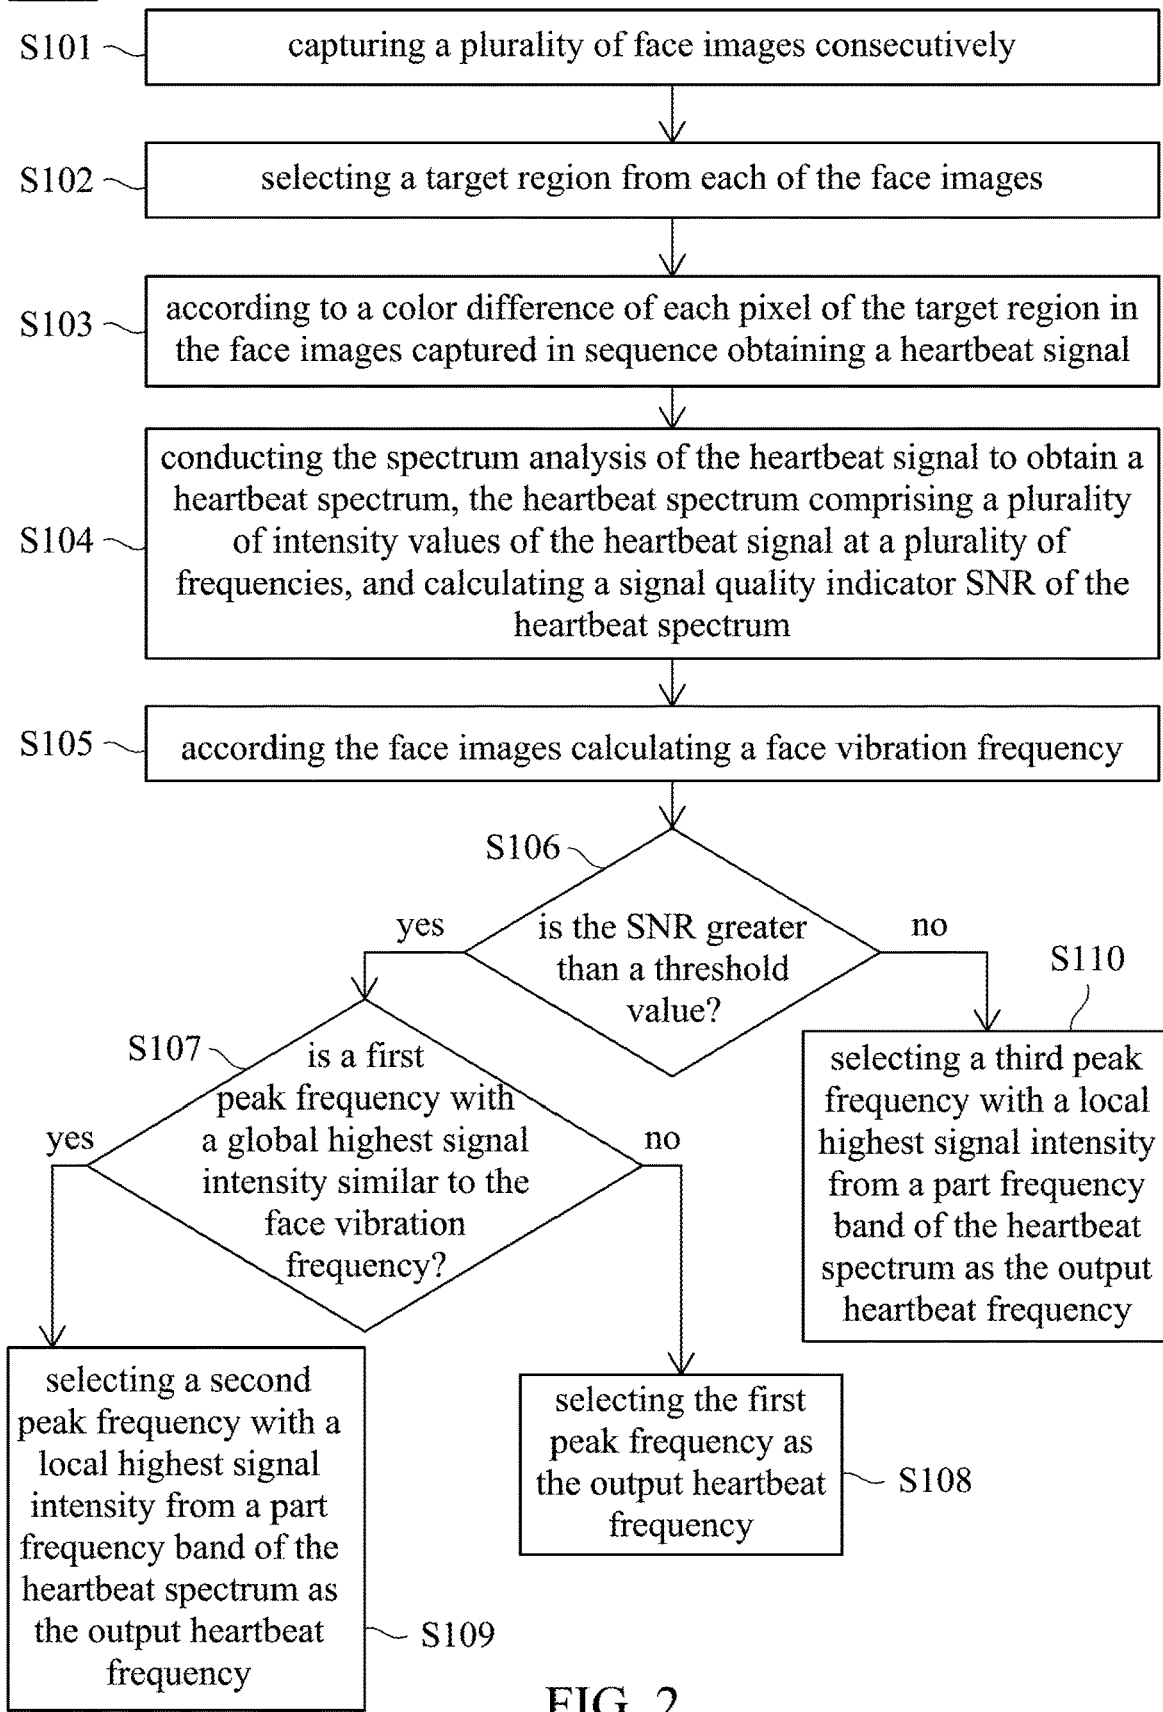 S101
capturing a plurality of face images consecutively
S102
selecting a target region from each of the face images
S103
according to a color difference of each pixel of the target region in
the face images captured in sequence obtaining a heartbeat signal
S104
conducting the spectrum analysis of the heartbeat signal to obtain a
heartbeat spectrum, the heartbeat spectrum comprising a plurality
of intensity values of the heartbeat signal at a plurality of
frequencies, and calculating a signal quality indicator SNR of the
heartbeat spectrum
S105
according the face images calculating a face vibration frequency
S106
is the SNR greater
than a threshold
value?
yes
no
S107
is a first
peak frequency with
a global highest signal
intensity similar to the
face vibration
frequency?
yes
no
S110
selecting a third peak
frequency with a local
highest signal intensity
from a part frequency
band of the heartbeat
spectrum as the output
heartbeat frequency
selecting a second
peak frequency with a
local highest signal
intensity from a part
frequency band of the
heartbeat spectrum as
the output heartbeat
frequency
S109
selecting the first
peak frequency as
the output heartbeat
frequency
S108
FIG. 2